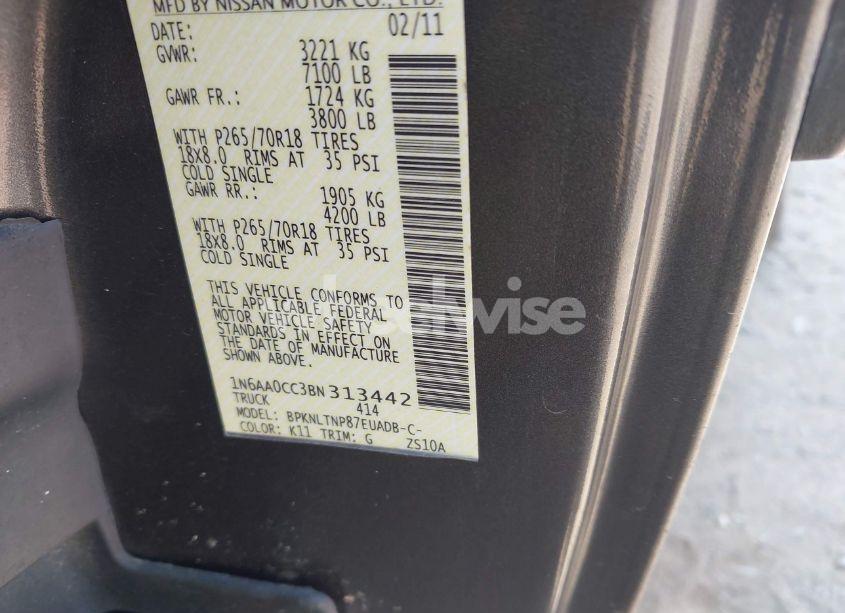 MFD BY NISSAN MOTOR CO., LTD.
DATE: 02/11
GVWR: 3221 KG
7100 LB
GAWR FR.: 1724 KG
3800 LB
WITH P265/70R18 TIRES
18X8.0 RIMS AT 35 PSI
COLD SINGLE
GAWR RR.: 1905 KG
4200 LB
WITH P265/70R18 TIRES
18X8.0 RIMS AT 35 PSI
COLD SINGLE
THIS VEHICLE CONFORMS TO
ALL APPLICABLE FEDERAL
MOTOR VEHICLE SAFETY
STANDARDS IN EFFECT ON
THE DATE OF MANUFACTURE
SHOWN ABOVE.
1N6AA0CC3BN313442
TRUCK 414
MODEL: BPKNLTNP87EUADB-C-
COLOR: K11 TRIM: G ZS10A